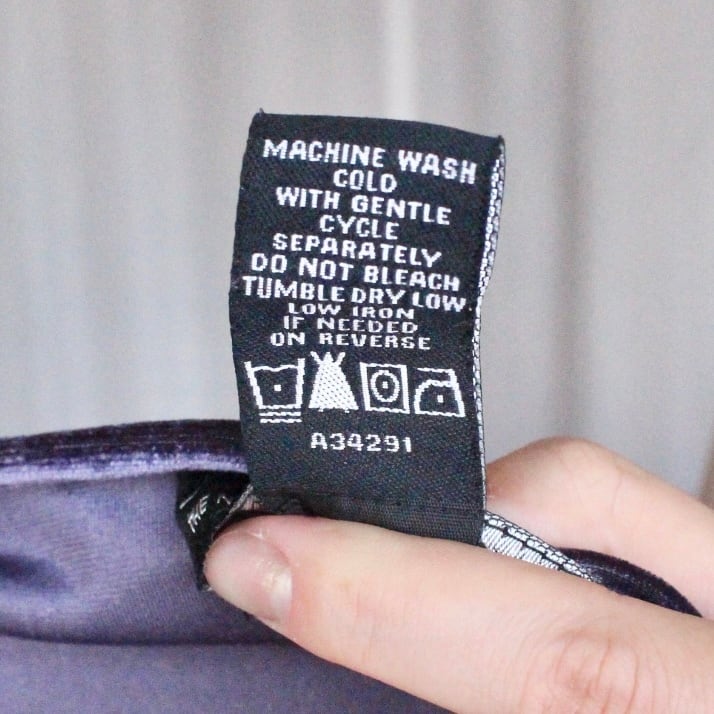 MACHINE WASH
COLD
WITH GENTLE
CYCLE
SEPARATELY
DO NOT BLEACH
TUMBLE DRY LOW
LOW IRON
IF NEEDED
ON REVERSE
A34291
THE